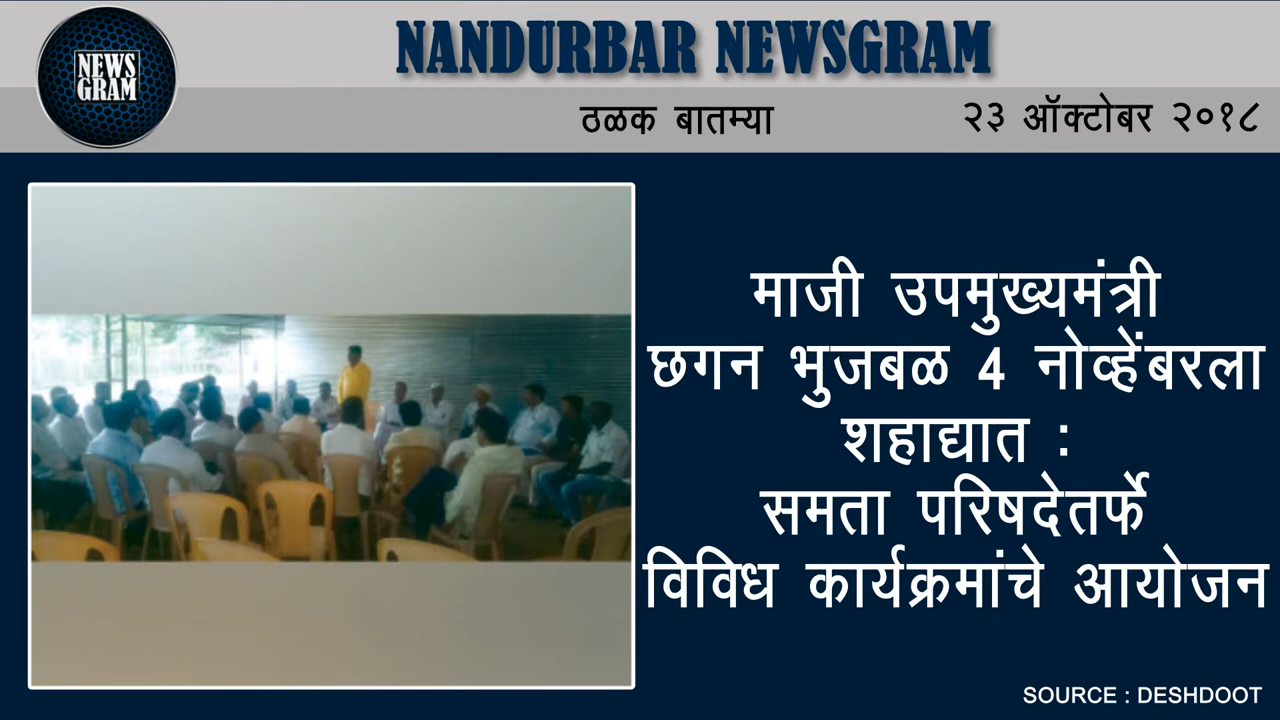 NEWS
GRAM
NANDURBAR NEWSGRAM
ठळक बातम्या
२३ ऑक्टोबर २०१८
माजी उपमुख्यमंत्री
छगन भुजबळ 4 नोव्हेंबरला
शहाद्यात :
समता परिषदेतर्फे
विविध कार्यक्रमांचे आयोजन
SOURCE : DESHDOOT